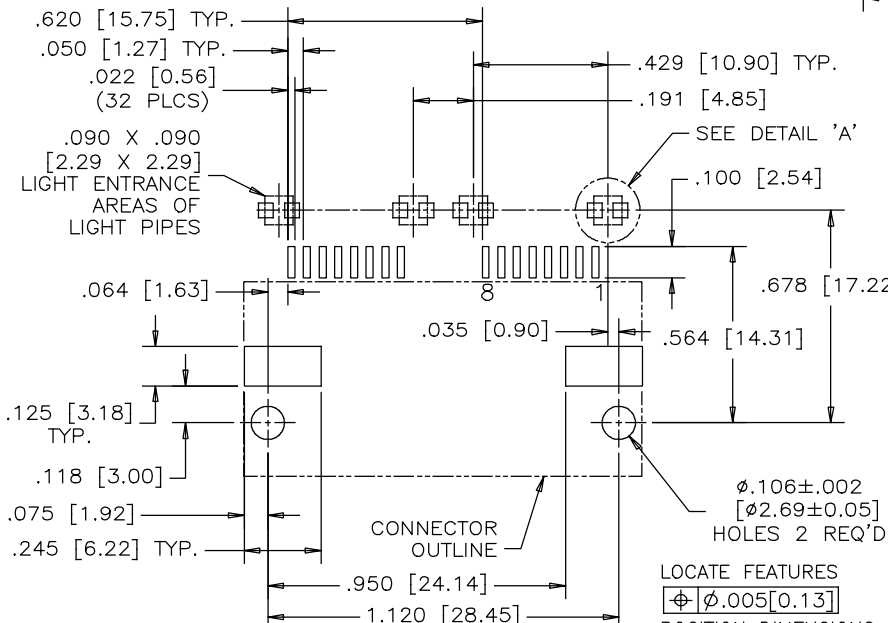 .620 [15.75] TYP.
.050 [1.27] TYP.
.022 [0.56]
(32 PLCS)
.090 X .090
[2.29 X 2.29]
LIGHT ENTRANCE
AREAS OF
LIGHT PIPES
.429 [10.90] TYP.
.191 [4.85]
SEE DETAIL 'A'
.100 [2.54]
8 1
.064 [1.63]
.678 [17.22
.035 [0.90]
.564 [14.31]
.125 [3.18]
TYP.
.118 [3.00]
.075 [1.92]
.245 [6.22] TYP.
CONNECTOR
OUTLINE
ø.106±.002
[ø2.69±0.05]
HOLES 2 REQ'D
.950 [24.14]
1.120 [28.45]
LOCATE FEATURES
⌖ ø.005[0.13]
POSITION DIMENSIONS